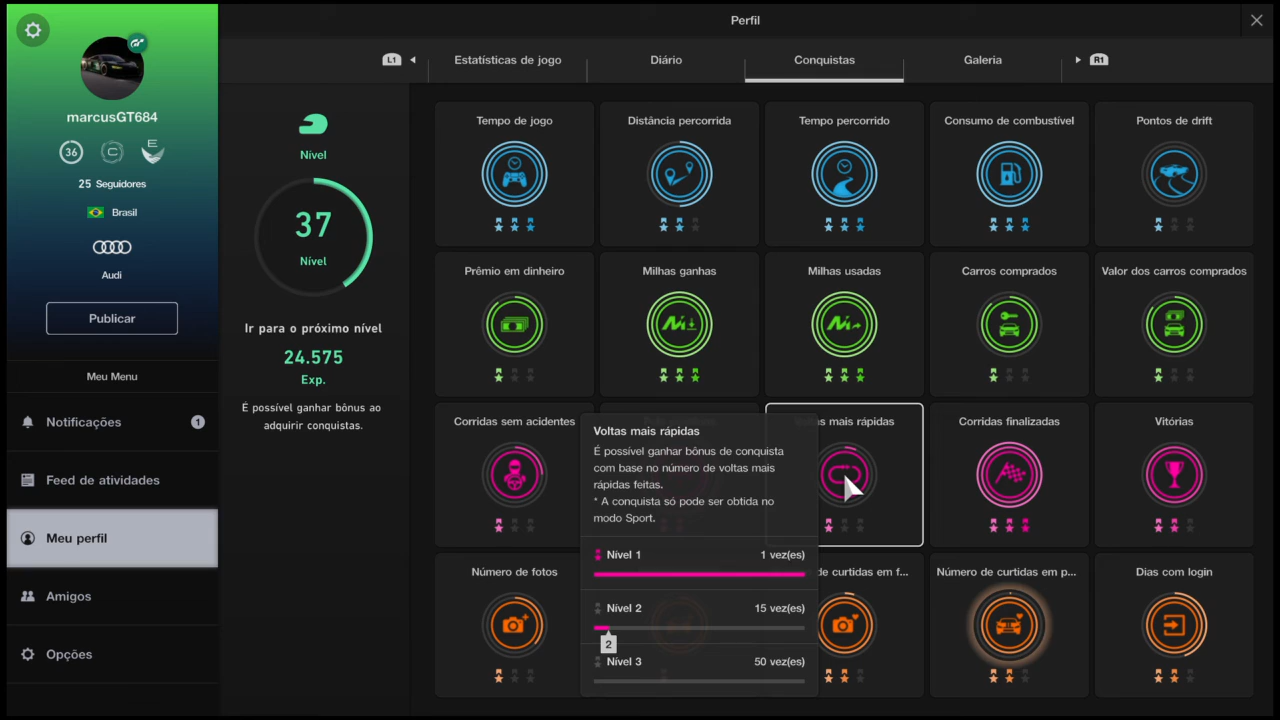 Perfil
L1
Estatísticas de jogo
Diário
Conquistas
Galeria
R1
marcusGT684
36
C
E
25 Seguidores
Brasil
Audi
Publicar
Meu Menu
Notificações
1
Feed de atividades
Meu perfil
Amigos
Opções
Nível
37
Nível
Ir para o próximo nível
24.575
Exp.
É possível ganhar bônus ao
adquirir conquistas.
Tempo de jogo
Distância percorrida
Tempo percorrido
Consumo de combustível
Pontos de drift
Prêmio em dinheiro
Milhas ganhas
Milhas usadas
Carros comprados
Valor dos carros comprados
Corridas sem acidentes
mais rápidas
Corridas finalizadas
Vitórias
Voltas mais rápidas
É possível ganhar bônus de conquista
com base no número de voltas mais
rápidas feitas.
* A conquista só pode ser obtida no
modo Sport.
Nível 1
1 vez(es)
Nível 2
15 vez(es)
2
Nível 3
50 vez(es)
Número de fotos
de curtidas em f...
Número de curtidas em p...
Dias com login